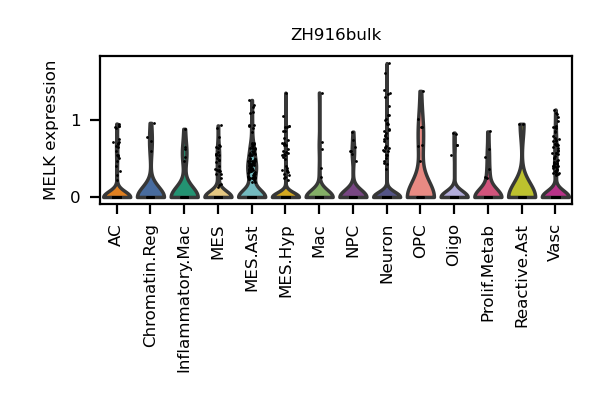 ZH916bulk
MELK expression
1
0
AC
Chromatin.Reg
Inflammatory.Mac
MES
MES.Ast
MES.Hyp
Mac
NPC
Neuron
OPC
Oligo
Prolif.Metab
Reactive.Ast
Vasc